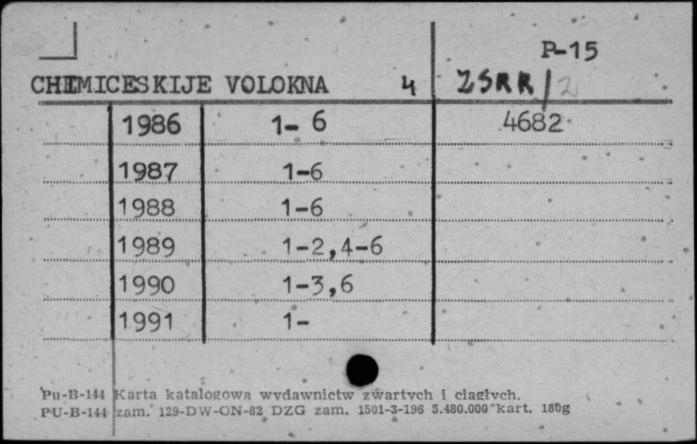 P-15
CHEMICESKIJE VOLOKNA 4 ZSRR/2
1986 1-6 4682
1987 1-6
1988 1-6
1989 1-2,4-6
1990 1-3,6
1991 1-
Pu-B-144 Karta katalogowa wydawnictw zwartych i ciągłych.
PU-B-144 zam. 129-DW-ON-82 DZG zam. 1501-3-196 5.480.000 kart. 180g